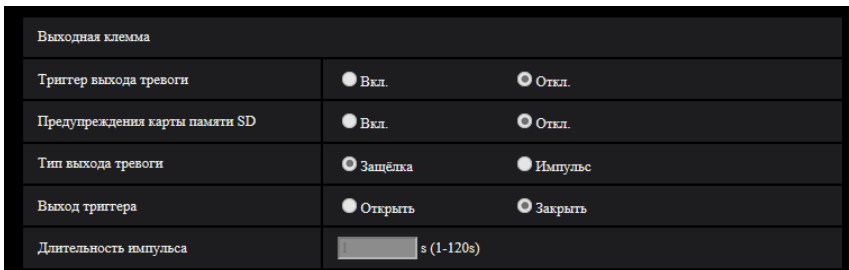 Выходная клемма
Триггер выхода тревоги Вкл. Откл.
Предупреждения карты памяти SD Вкл. Откл.
Тип выхода тревоги Защёлка Импульс
Выход триггера Открыть Закрыть
Длительность импульса 1 s (1-120s)